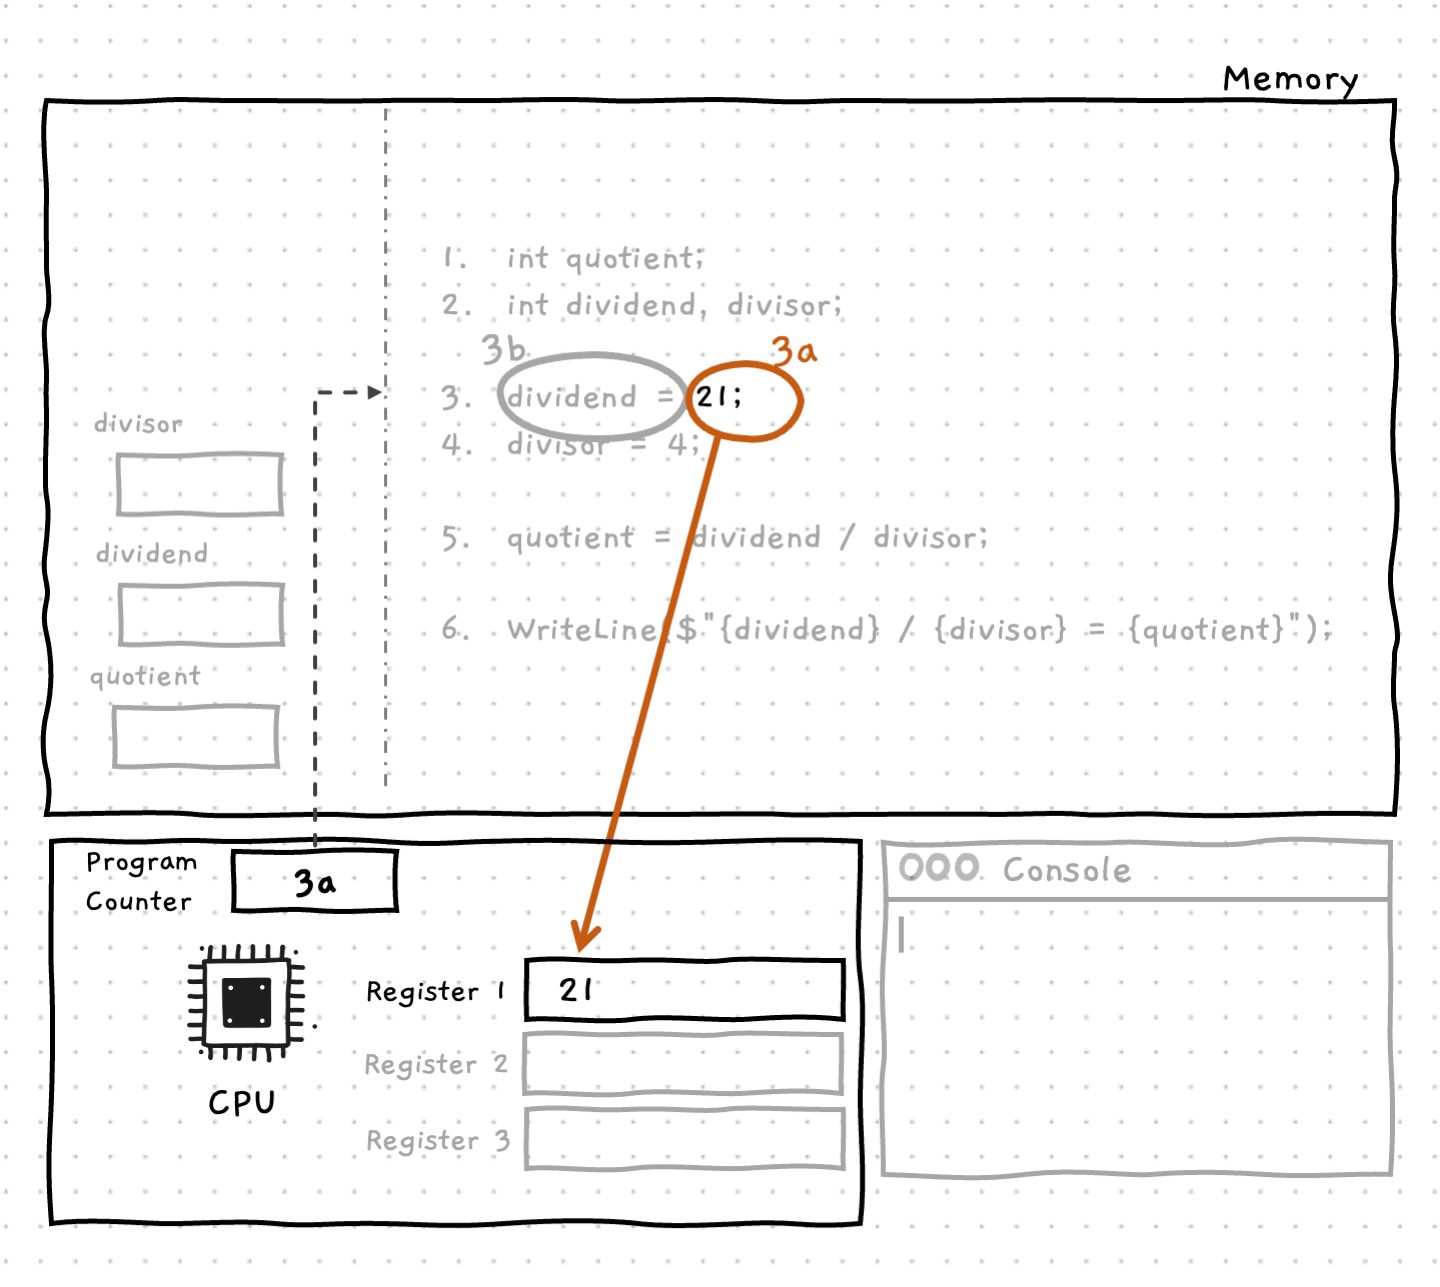 Memory
1. int quotient;
2. int dividend, divisor;
3b 3a
3. dividend = 21;
4. divisor = 4;
5. quotient = dividend / divisor;
6. WriteLine($"{dividend} / {divisor} = {quotient}");
divisor
dividend
quotient
Program
Counter
3a
CPU
Register 1 21
Register 2
Register 3
Console